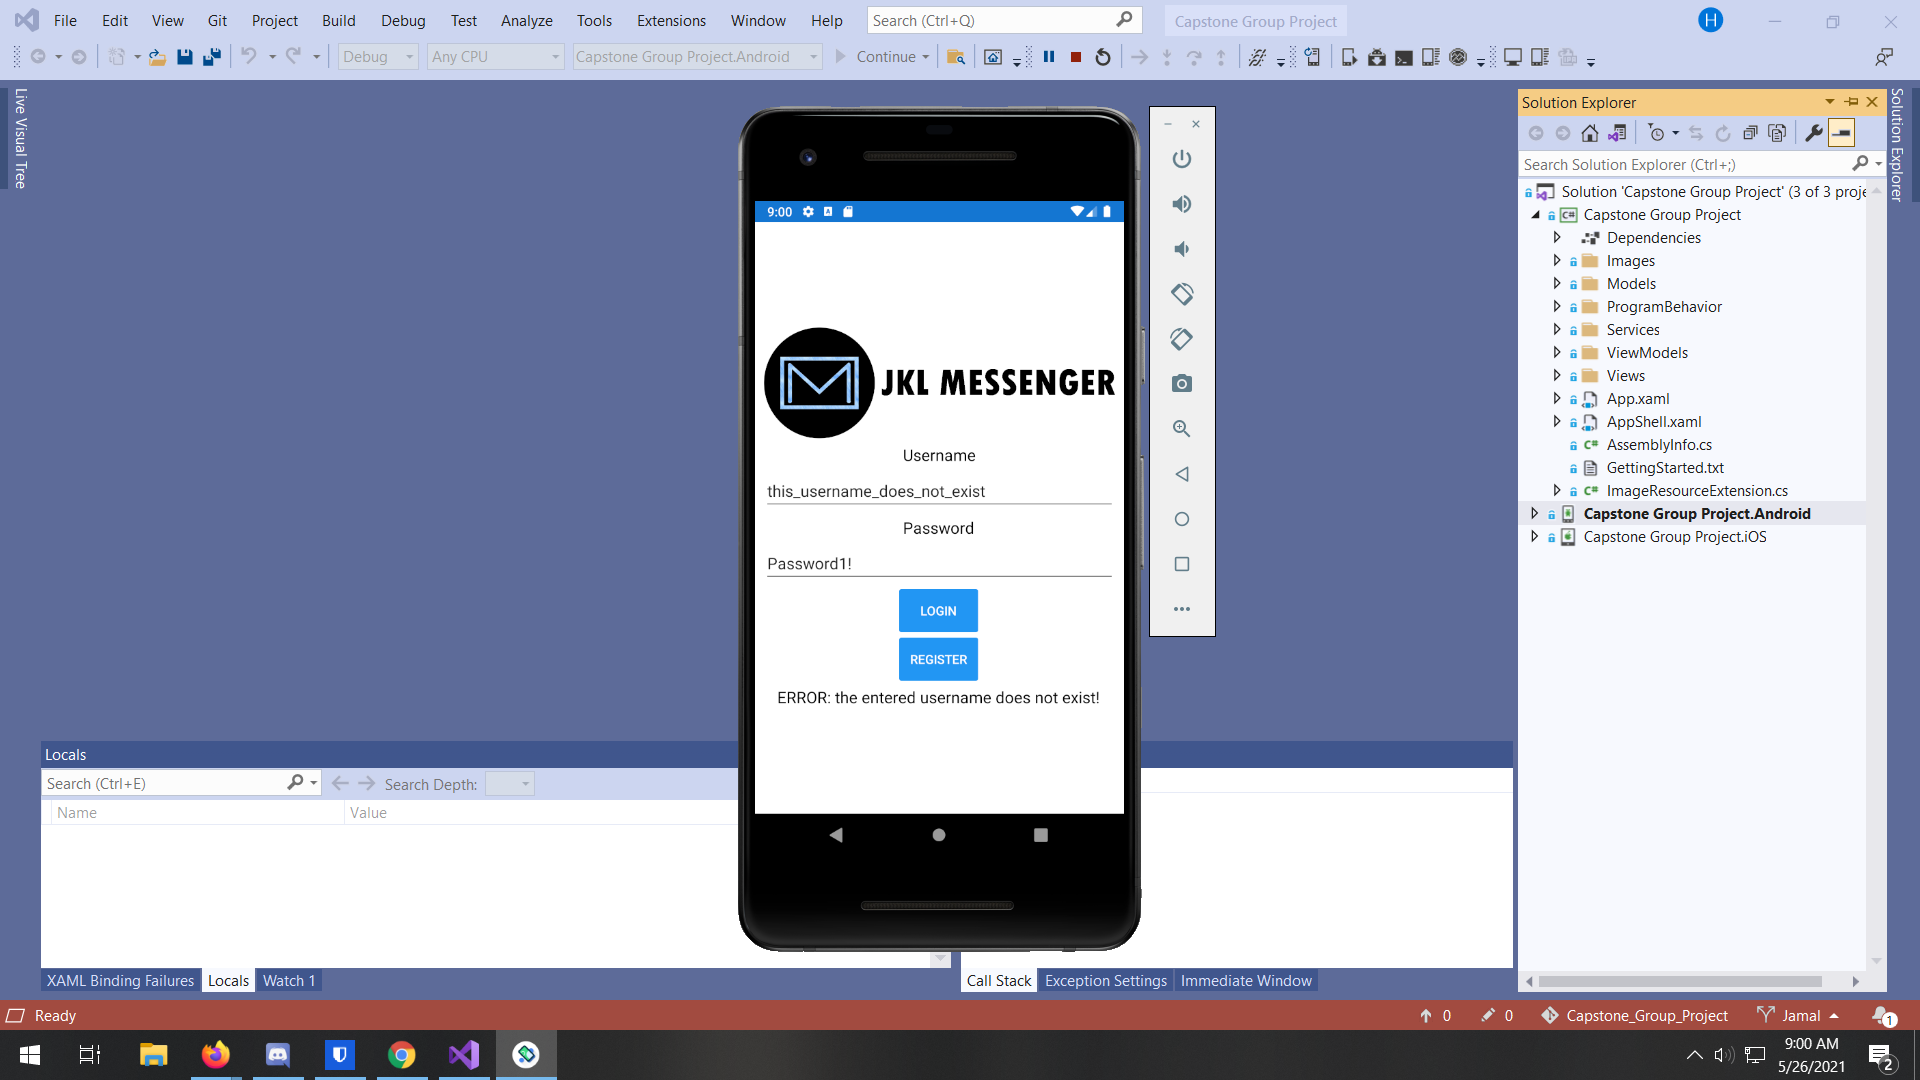 File Edit View Git Project Build Debug Test Analyze Tools Extensions Window Help Search (Ctrl+Q) Capstone Group Project H
Debug Any CPU Capstone Group Project.Android Continue
Live Visual Tree
Solution Explorer
Solution Explorer
Search Solution Explorer (Ctrl+;)
Solution 'Capstone Group Project' (3 of 3 proje
C# Capstone Group Project
Dependencies
Images
Models
ProgramBehavior
Services
ViewModels
Views
App.xaml
AppShell.xaml
C# AssemblyInfo.cs
GettingStarted.txt
C# ImageResourceExtension.cs
Capstone Group Project.Android
Capstone Group Project.iOS
9:00 A
JKL MESSENGER
Username
this_username_does_not_exist
Password
Password1!
LOGIN
REGISTER
ERROR: the entered username does not exist!
Locals
Search (Ctrl+E) Search Depth:
Name Value
XAML Binding Failures Locals Watch 1
Call Stack Exception Settings Immediate Window
Ready 0 0 Capstone_Group_Project Jamal 1
9:00 AM
5/26/2021
2